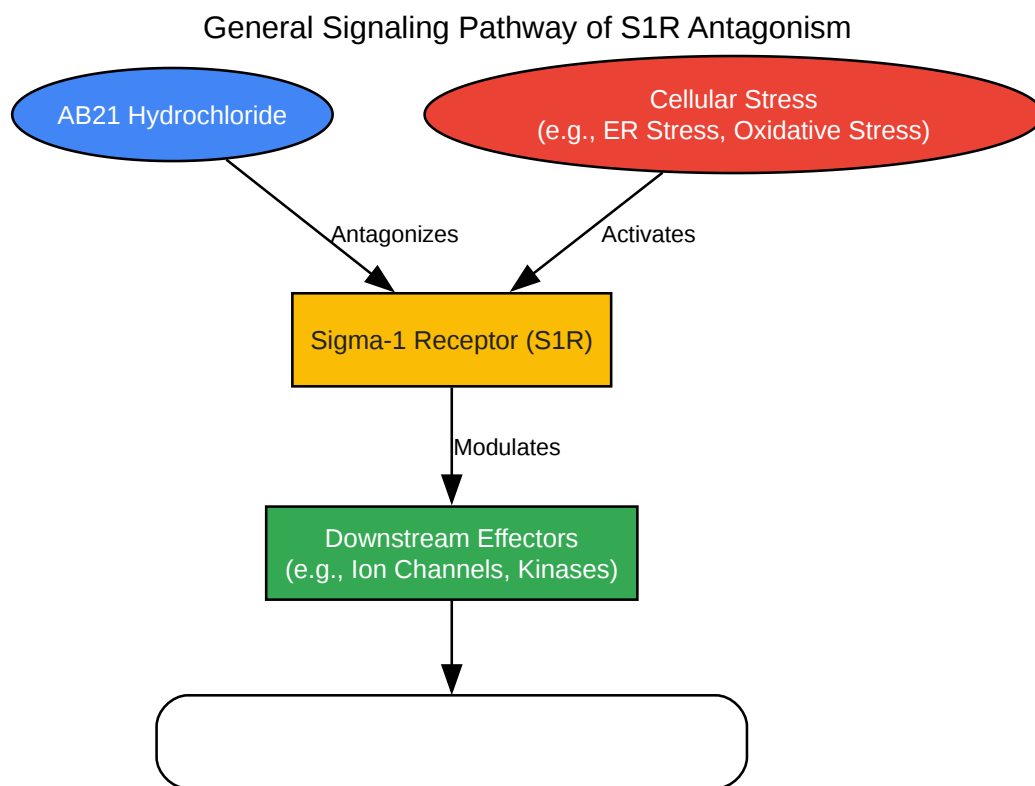 General Signaling Pathway of S1R Antagonism
AB21 Hydrochloride
Cellular Stress
(e.g., ER Stress, Oxidative Stress)
Antagonizes
Activates
Sigma-1 Receptor (S1R)
Modulates
Downstream Effectors
(e.g., Ion Channels, Kinases)